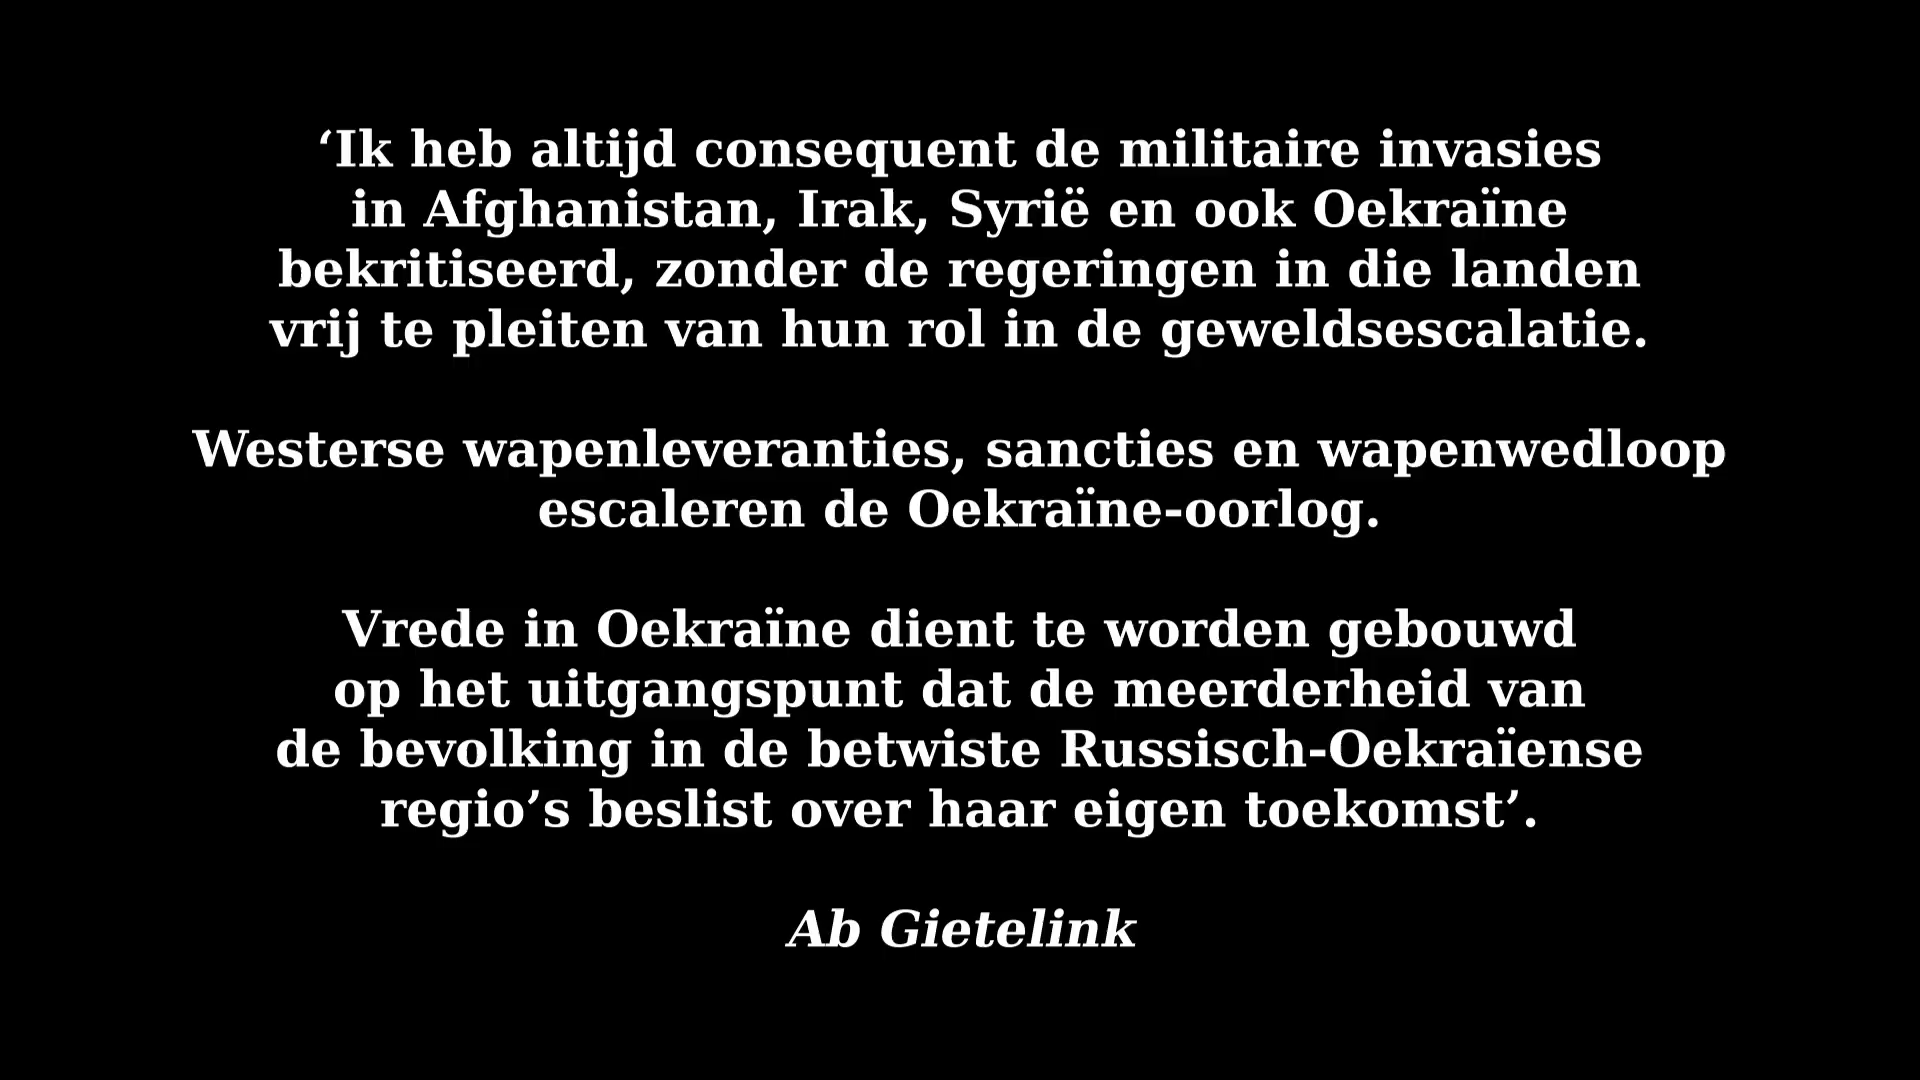 ‘Ik heb altijd consequent de militaire invasies
in Afghanistan, Irak, Syrië en ook Oekraïne
bekritiseerd, zonder de regeringen in die landen
vrij te pleiten van hun rol in de geweldsescalatie.
Westerse wapenleveranties, sancties en wapenwedloop
escaleren de Oekraïne-oorlog.
Vrede in Oekraïne dient te worden gebouwd
op het uitgangspunt dat de meerderheid van
de bevolking in de betwiste Russisch-Oekraïense
regio’s beslist over haar eigen toekomst’.
Ab Gietelink